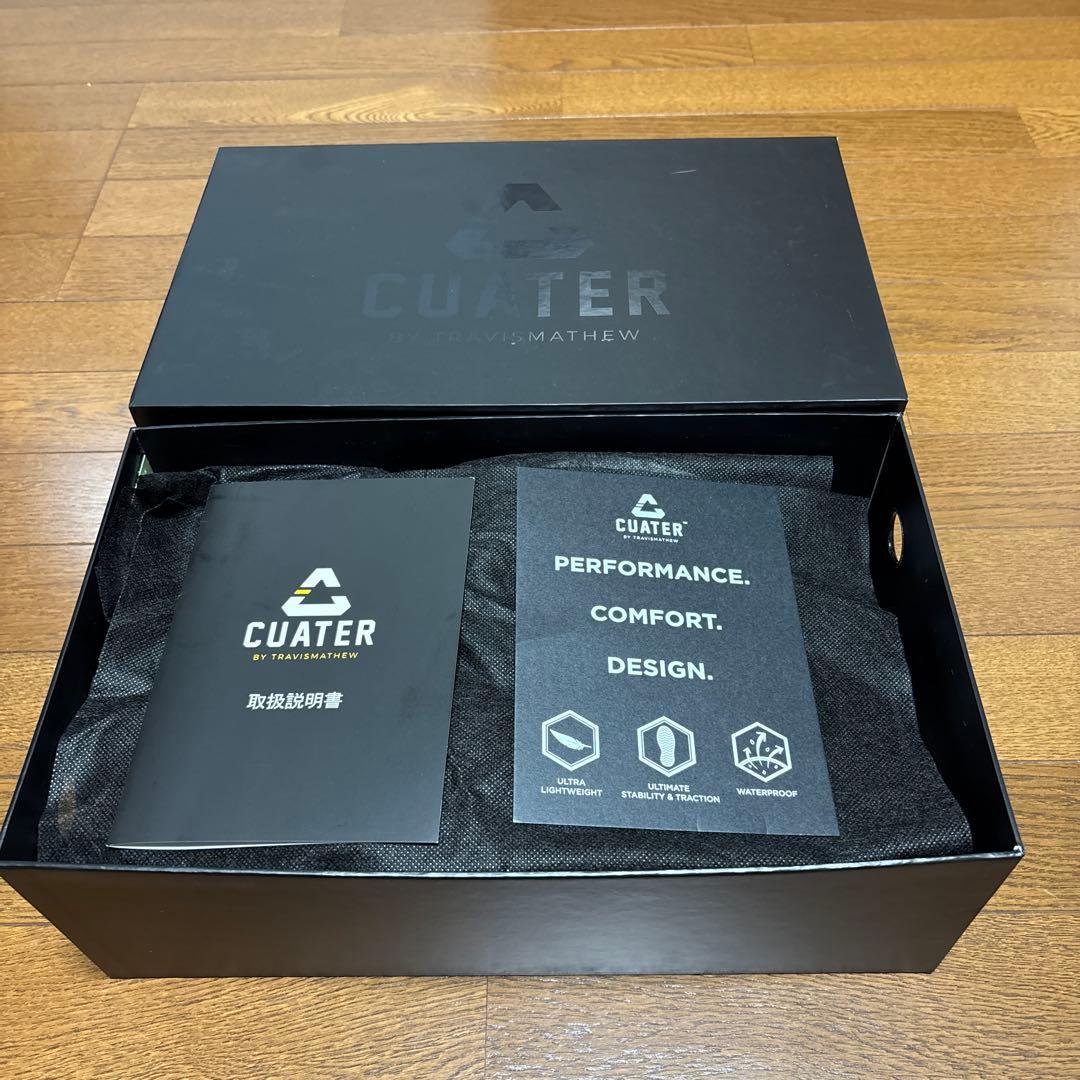 CUATER
BY TRAVISMATHEW
CUATER
BY TRAVISMATHEW
取扱説明書
CUATER™
BY TRAVISMATHEW
PERFORMANCE.
COMFORT.
DESIGN.
ULTRA
LIGHTWEIGHT
ULTIMATE
STABILITY & TRACTION
WATERPROOF